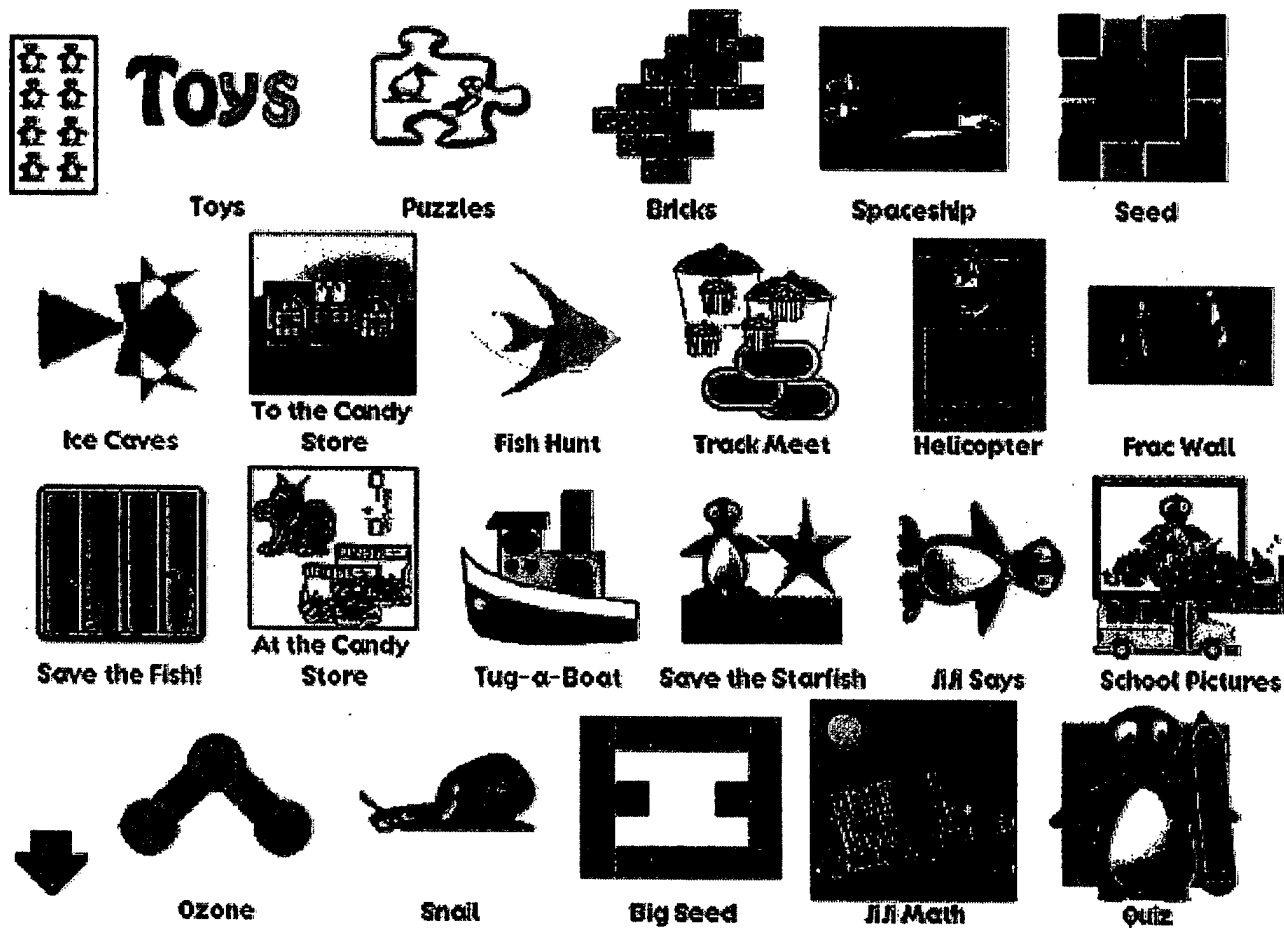 Toys
Toys
Puzzles
Bricks
Spaceship
Seed
Ice Caves
To the Candy
Store
Fish Hunt
Track Meet
Helicopter
Frac Wall
Save the Fish!
At the Candy
Store
Tug-a-Boat
Save the Starfish
JiJi Says
School Pictures
Ozone
Snail
Big Seed
JiJi Math
Quiz